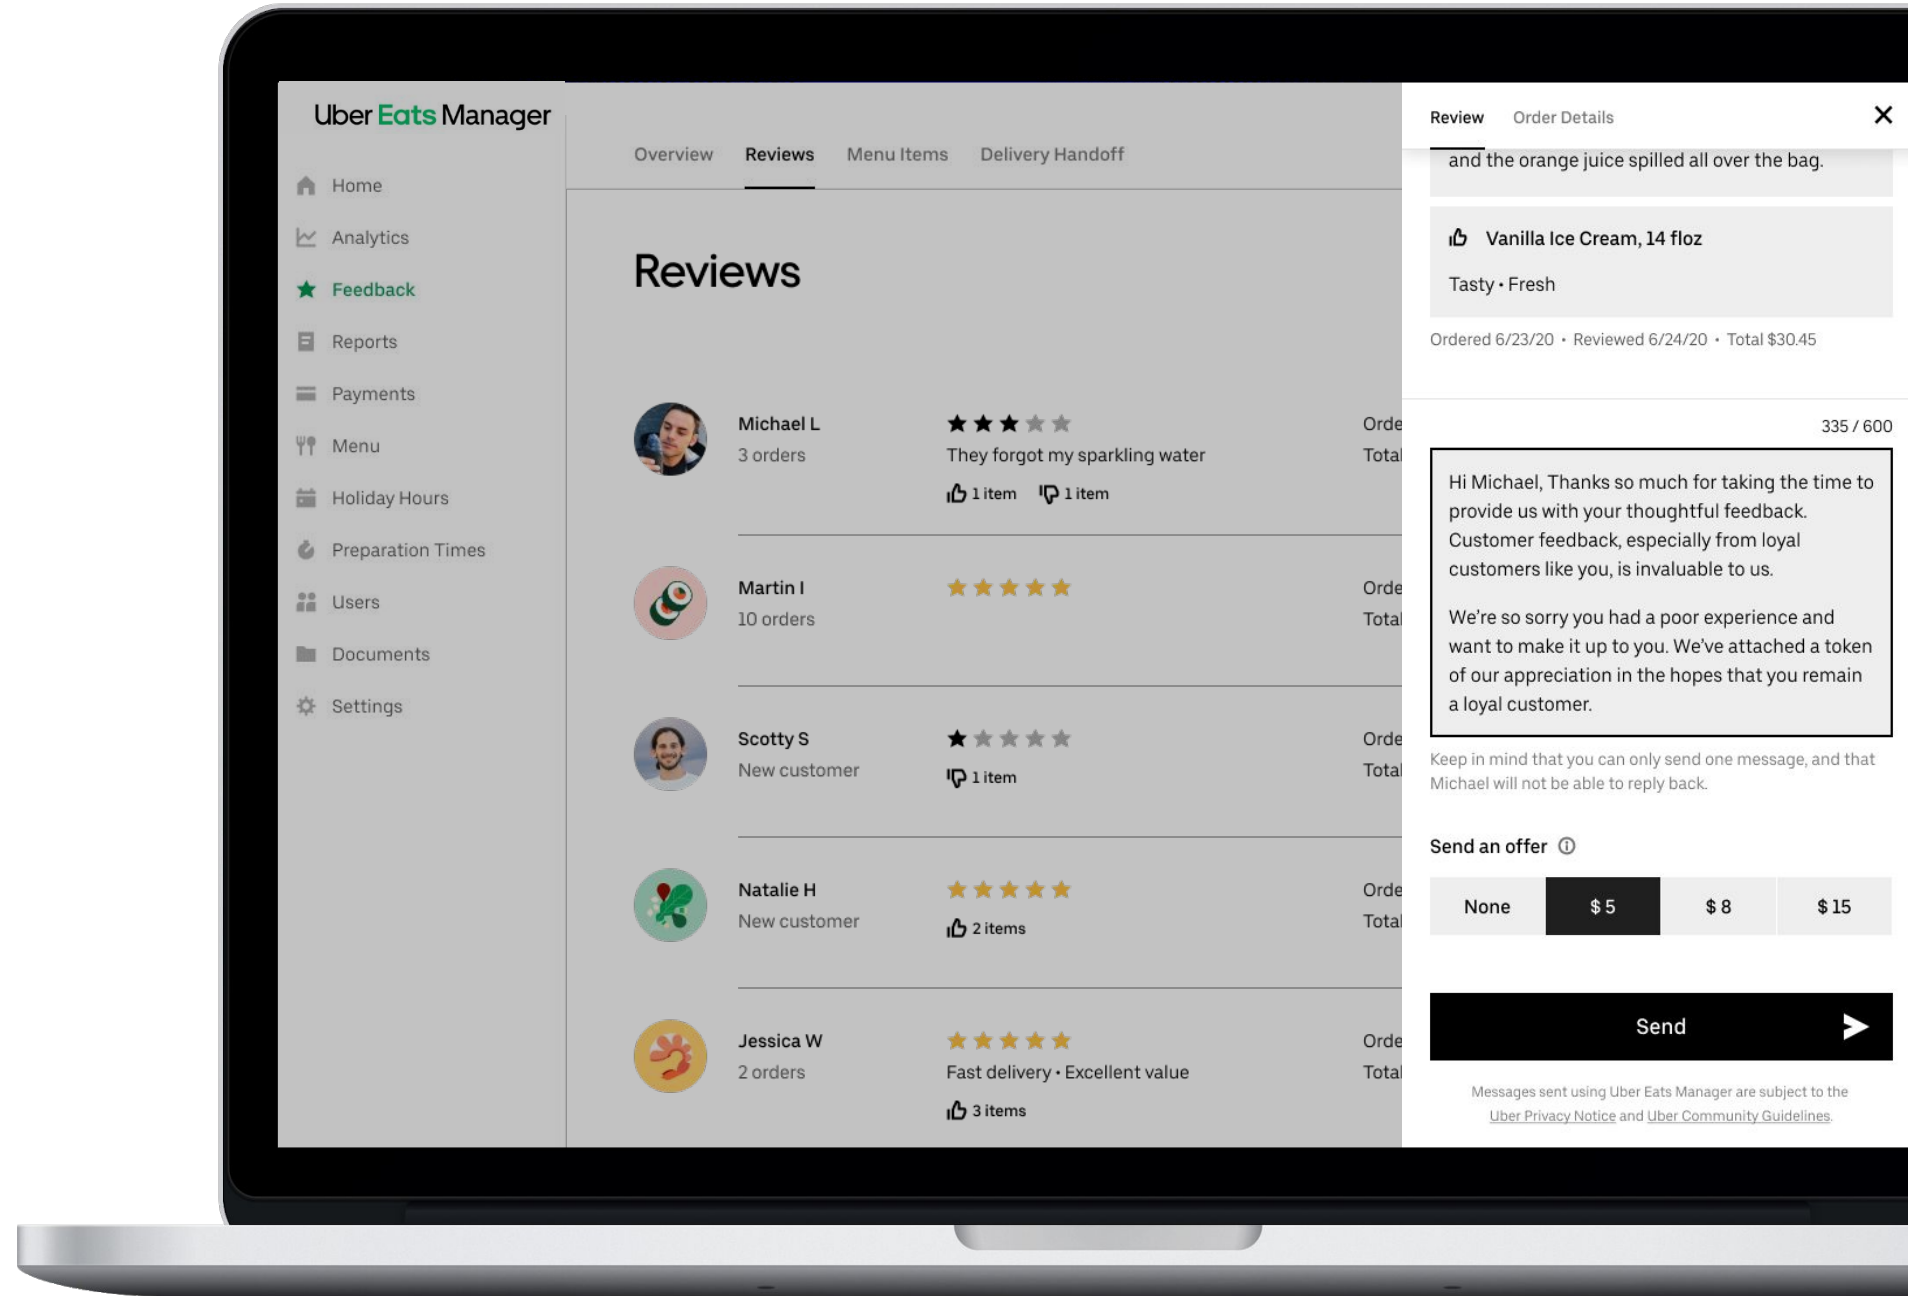 Uber Eats Manager
Home
Analytics
Feedback
Reports
Payments
Menu
Holiday Hours
Preparation Times
Users
Documents
Settings
Overview
Reviews
Menu Items
Delivery Handoff
Reviews
Michael L
3 orders
They forgot my sparkling water
1 item
1 item
Orde
Total
Martin I
10 orders
Orde
Total
Scotty S
New customer
1 item
Orde
Total
Natalie H
New customer
2 items
Orde
Total
Jessica W
2 orders
Fast delivery • Excellent value
3 items
Orde
Total
Review
Order Details
and the orange juice spilled all over the bag.
Vanilla Ice Cream, 14 floz
Tasty • Fresh
Ordered 6/23/20 • Reviewed 6/24/20 • Total $30.45
335 / 600
Hi Michael, Thanks so much for taking the time to
provide us with your thoughtful feedback.
Customer feedback, especially from loyal
customers like you, is invaluable to us.
We're so sorry you had a poor experience and
want to make it up to you. We've attached a token
of our appreciation in the hopes that you remain
a loyal customer.
Keep in mind that you can only send one message, and that
Michael will not be able to reply back.
Send an offer
None
$ 5
$ 8
$ 15
Send
Messages sent using Uber Eats Manager are subject to the
Uber Privacy Notice and Uber Community Guidelines.